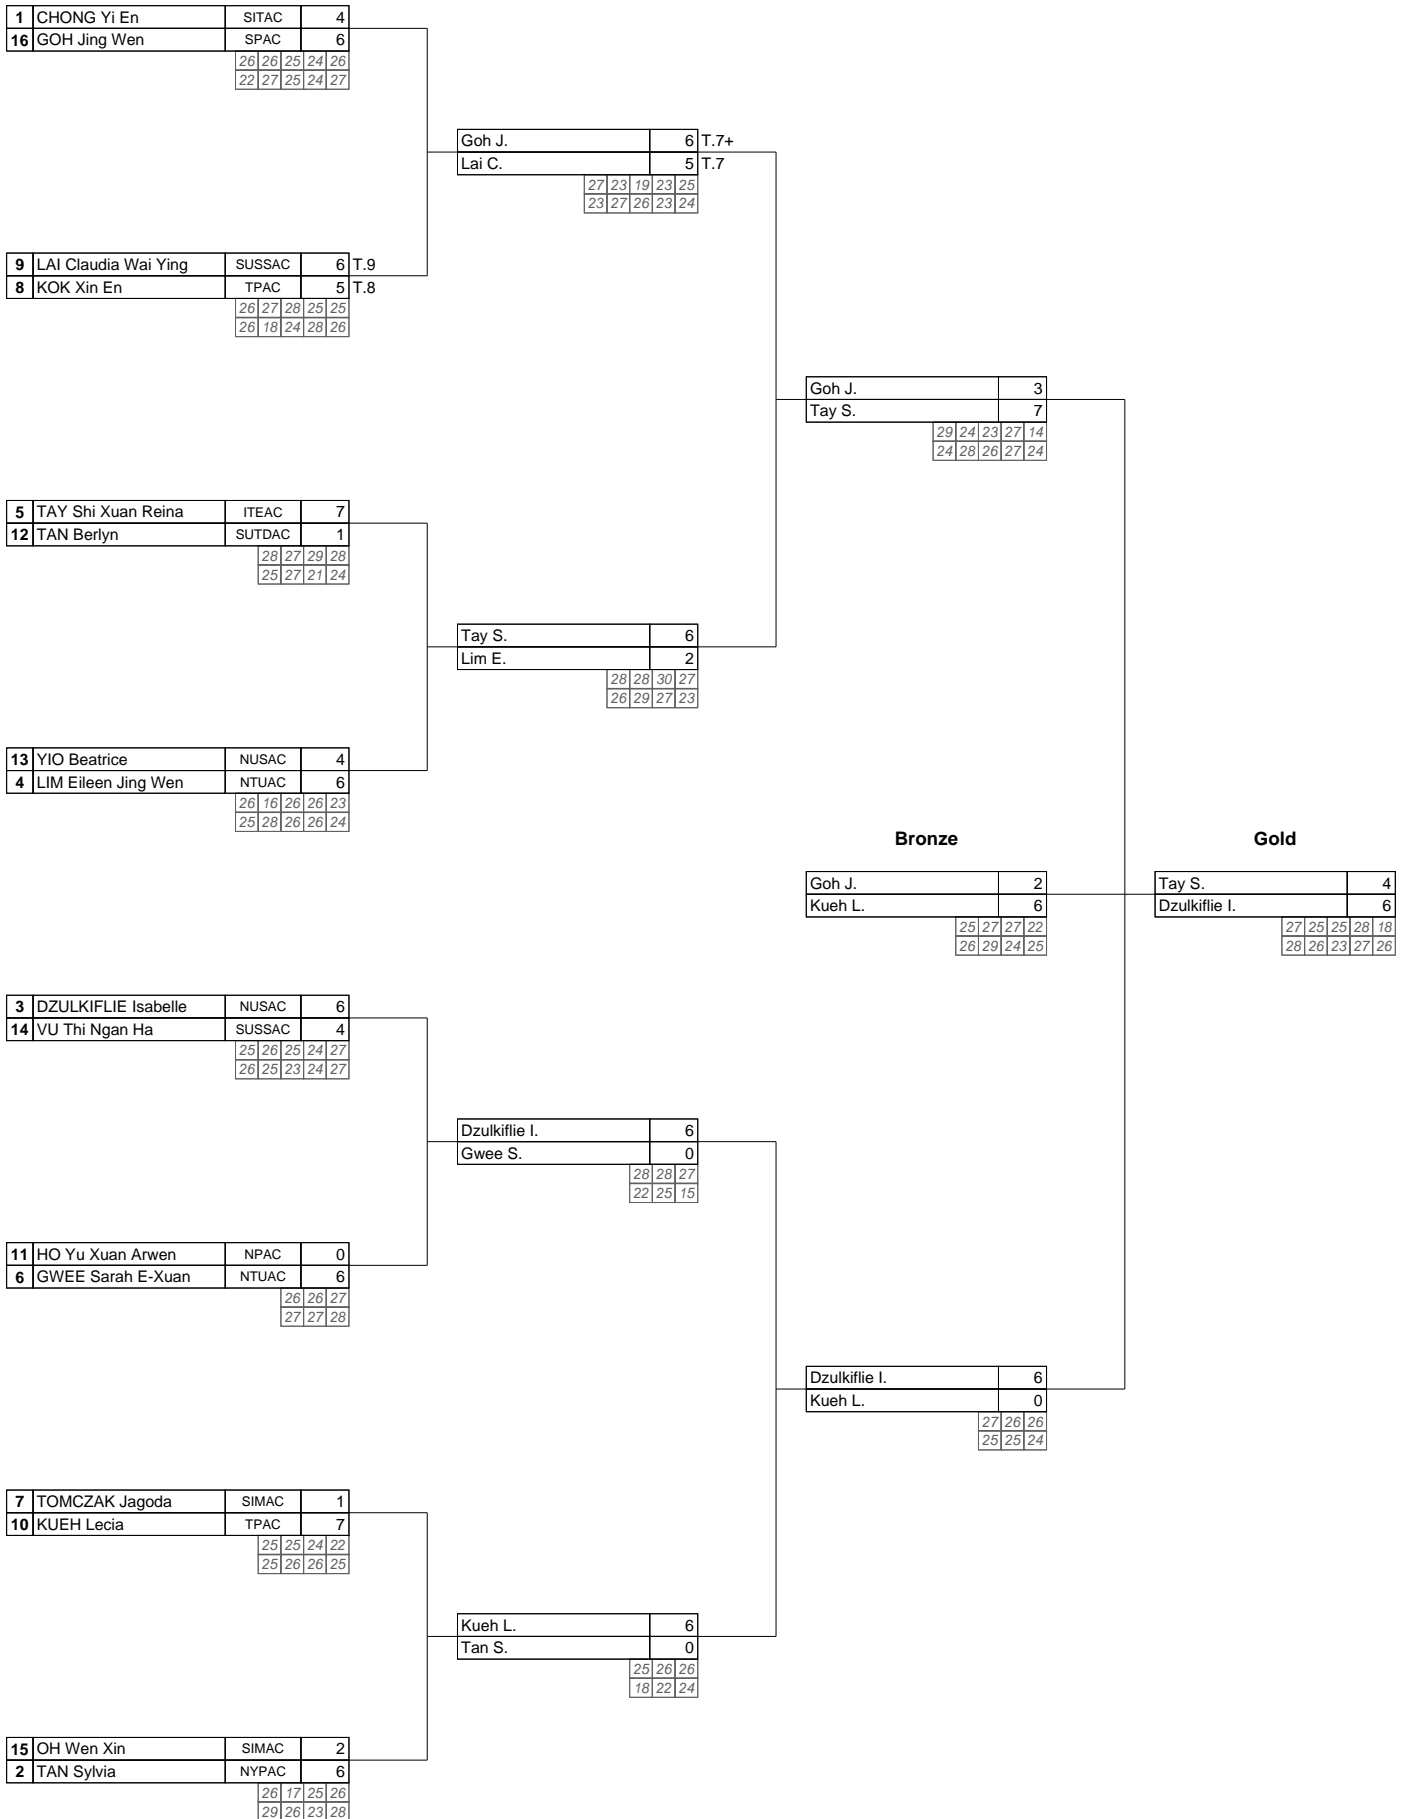 1 CHONG Yi En SITAC 4
16 GOH Jing Wen SPAC 6
26 26 25 24 26
22 27 25 24 27
Goh J. 6 T.7+
Lai C. 5 T.7
27 23 19 23 25
23 27 26 23 24
9 LAI Claudia Wai Ying SUSSAC 6 T.9
8 KOK Xin En TPAC 5 T.8
26 27 28 25 25
26 18 24 28 26
Goh J. 3
Tay S. 7
29 24 23 27 14
24 28 26 27 24
5 TAY Shi Xuan Reina ITEAC 7
12 TAN Berlyn SUTDAC 1
28 27 29 28
25 27 21 24
Tay S. 6
Lim E. 2
28 28 30 27
26 29 27 23
13 YIO Beatrice NUSAC 4
4 LIM Eileen Jing Wen NTUAC 6
26 16 26 26 23
25 28 26 26 24
Bronze Gold
Goh J. 2 Tay S. 4
Kueh L. 6 Dzulkiflie I. 6
25 27 27 22 27 25 25 28 18
26 29 24 25 28 26 23 27 26
3 DZULKIFLIE Isabelle NUSAC 6
14 VU Thi Ngan Ha SUSSAC 4
25 26 25 24 27
26 25 23 24 27
Dzulkiflie I. 6
Gwee S. 0
28 28 27
22 25 15
11 HO Yu Xuan Arwen NPAC 0
6 GWEE Sarah E-Xuan NTUAC 6
26 26 27
27 27 28
Dzulkiflie I. 6
Kueh L. 0
27 26 26
25 25 24
7 TOMCZAK Jagoda SIMAC 1
10 KUEH Lecia TPAC 7
25 25 24 22
25 26 26 25
Kueh L. 6
Tan S. 0
25 26 26
18 22 24
15 OH Wen Xin SIMAC 2
2 TAN Sylvia NYPAC 6
26 17 25 26
29 26 23 28